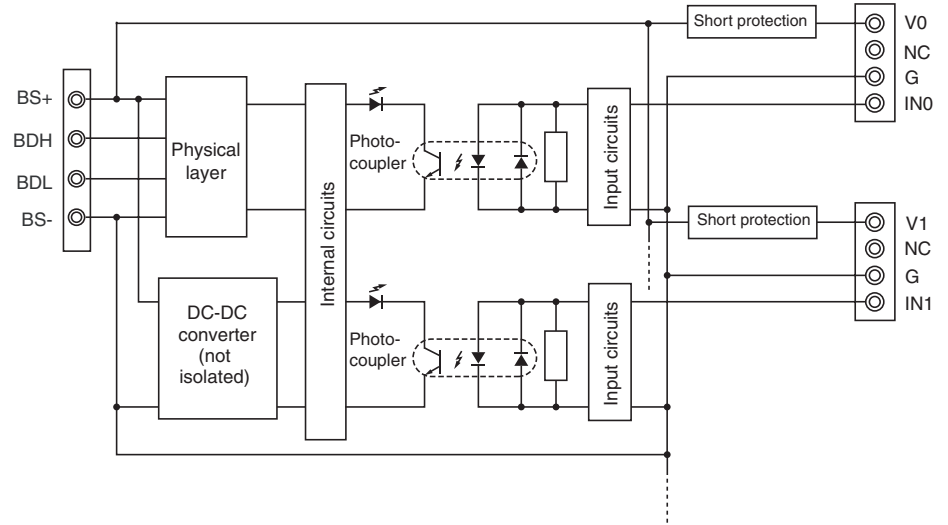 Short protection
V0
NC
G
IN0
BS+
BDH
BDL
BS-
Physical
layer
Internal circuits
Photo-
coupler
Input circuits
Short protection
V1
NC
G
IN1
DC-DC
converter
(not
isolated)
Photo-
coupler
Input circuits